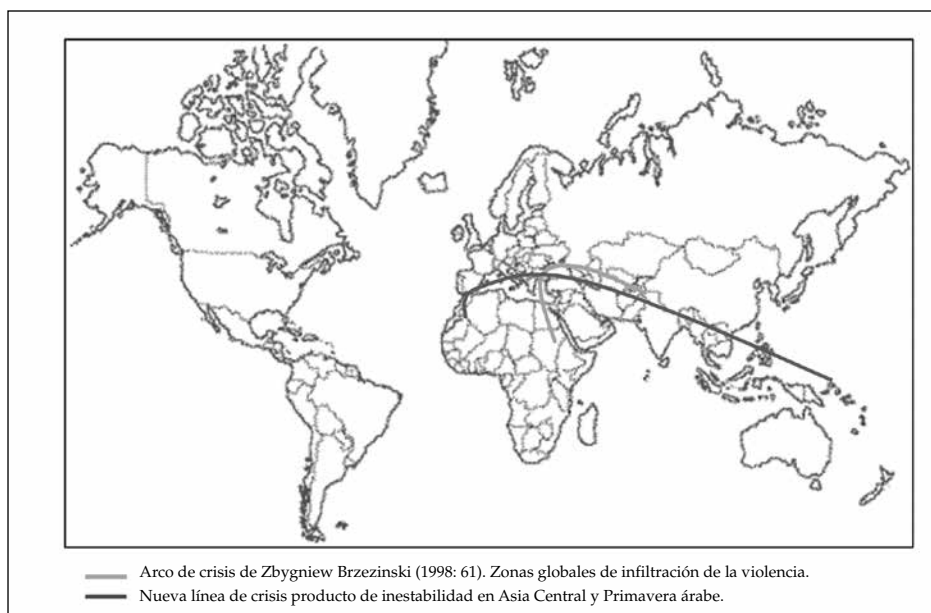 Arco de crisis de Zbygniew Brzezinski (1998: 61). Zonas globales de infiltración de la violencia.
Nueva línea de crisis producto de inestabilidad en Asia Central y Primavera árabe.